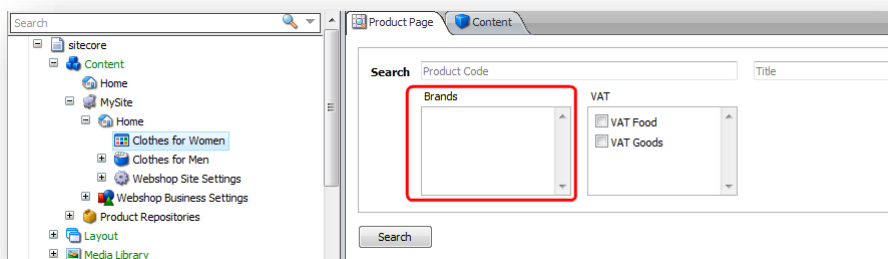 Search
sitecore
Content
Home
MySite
Home
Clothes for Women
Clothes for Men
Webshop Site Settings
Webshop Business Settings
Product Repositories
Layout
Media Library
Product Page
Content
Search
Product Code
Title
Brands
VAT
VAT Food
VAT Goods
Search